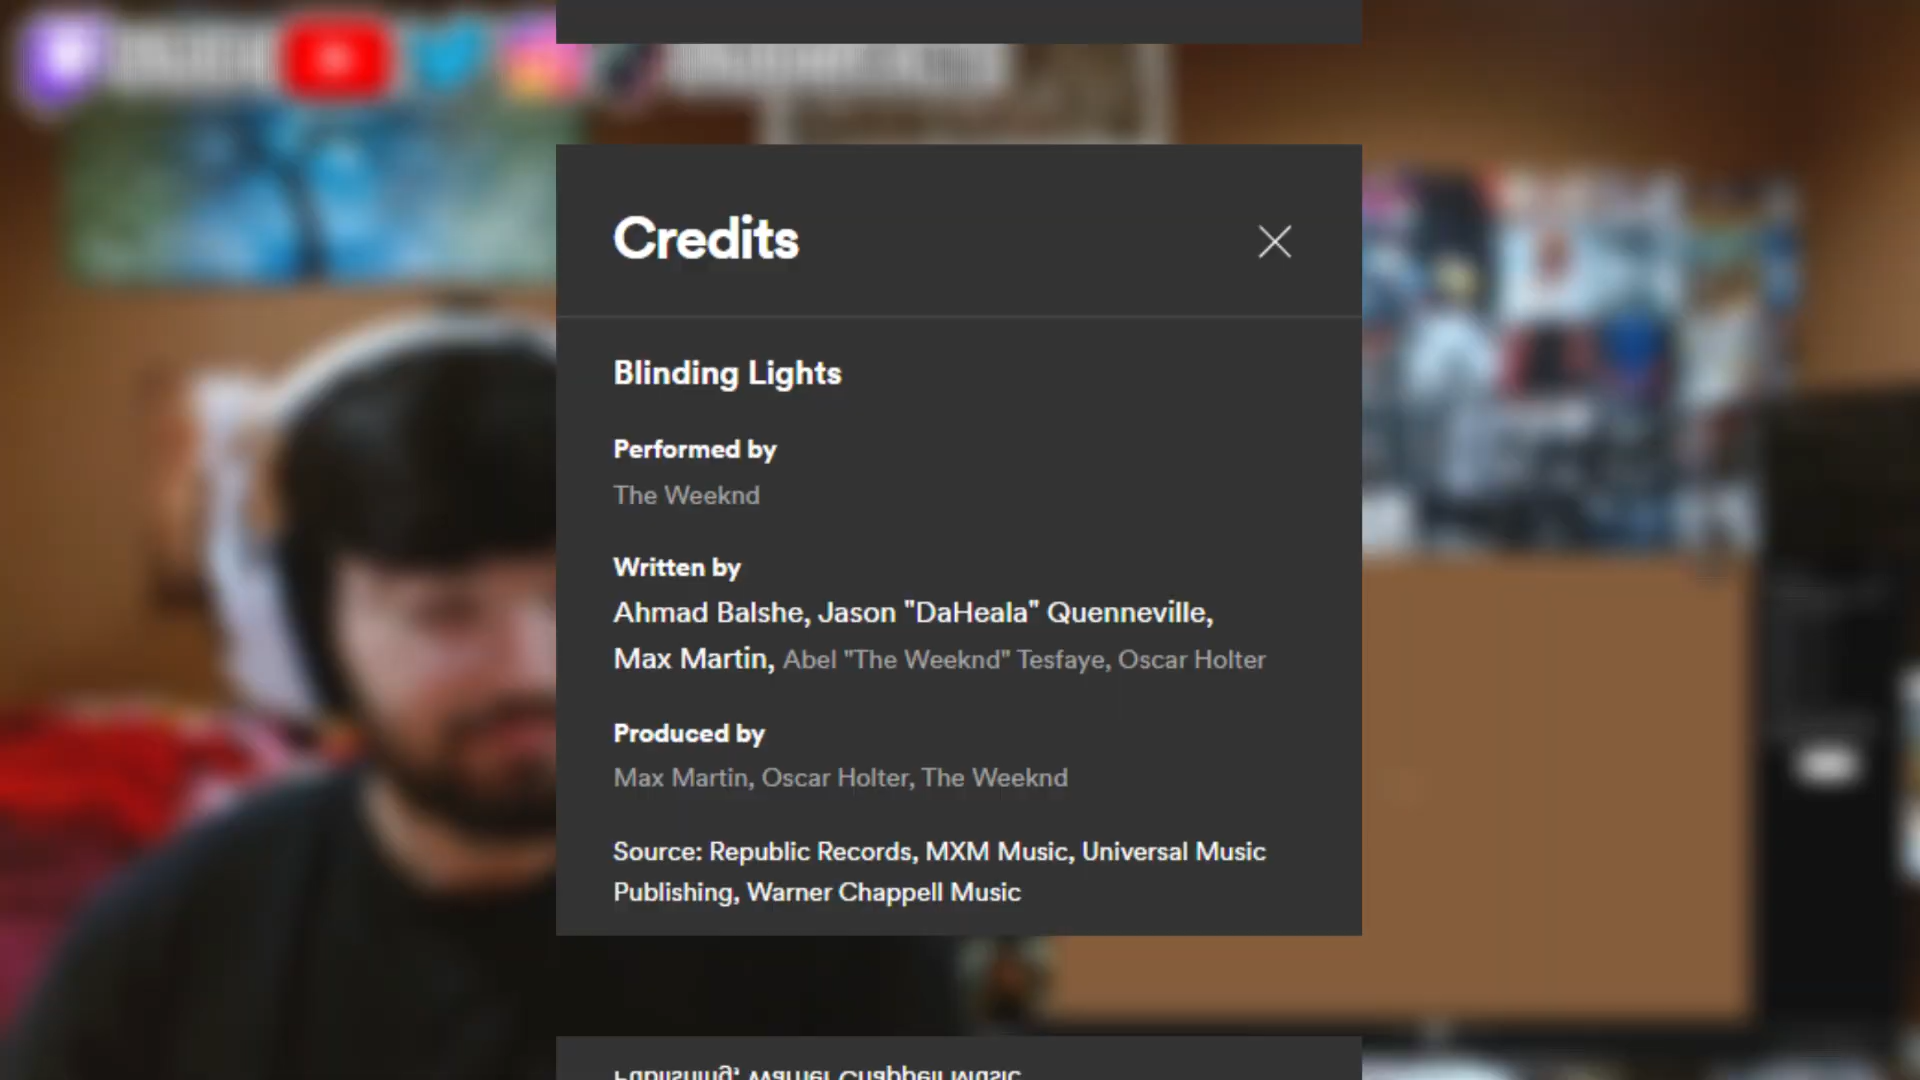 Credits
Blinding Lights
Performed by
The Weeknd
Written by
Ahmad Balshe, Jason "DaHeala" Quenneville,
Max Martin, Abel "The Weeknd" Tesfaye, Oscar Holter
Produced by
Max Martin, Oscar Holter, The Weeknd
Source: Republic Records, MXM Music, Universal Music
Publishing, Warner Chappell Music